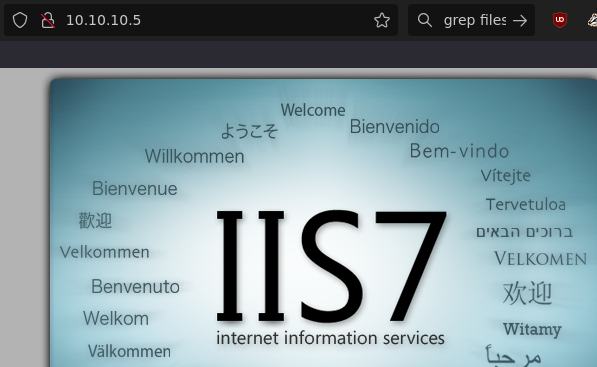 10.10.10.5
grep files
Welcome
ようこそ
Bienvenido
Willkommen
Bem-vindo
Vítejte
Bienvenue
Tervetuloa
歡迎
ברוכים הבאים
Velkommen
VELKOMEN
IIS7
Benvenuto
欢迎
Welkom
Witamy
internet information services
Välkommen
مرحباً